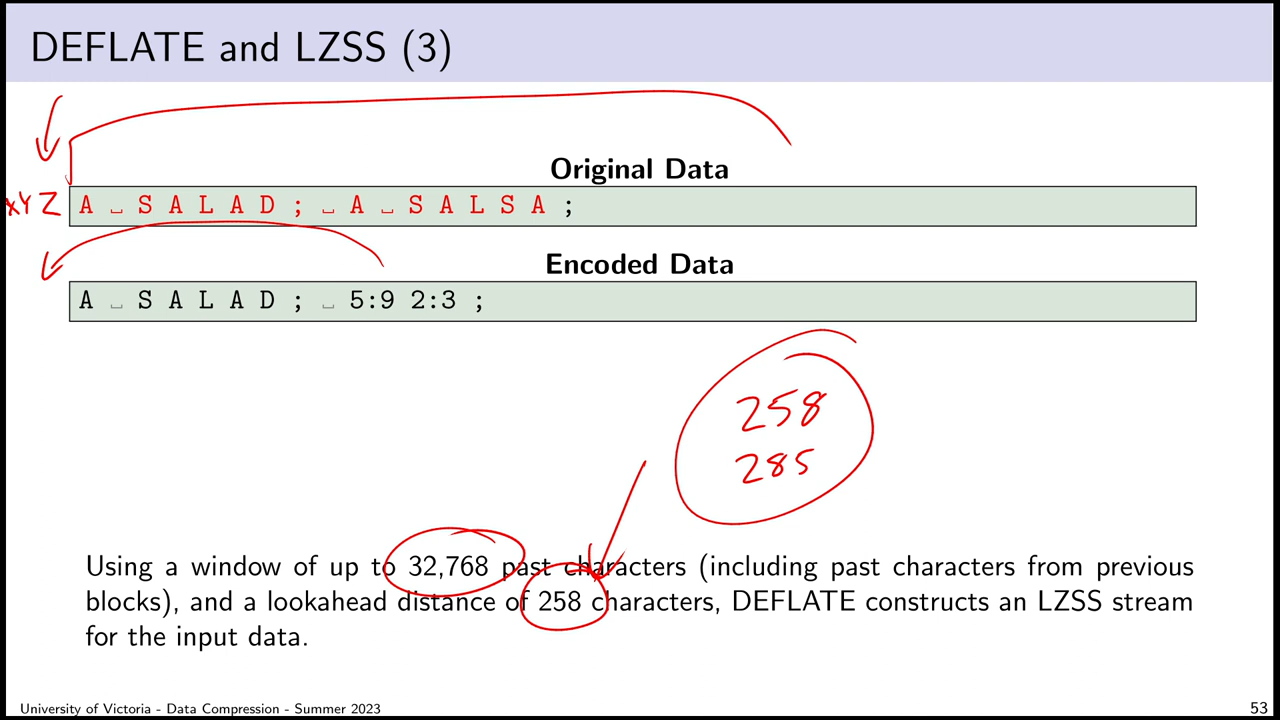 DEFLATE and LZSS (3)
Original Data
XYZ A ␣ S A L A D ; ␣ A ␣ S A L S A ;
Encoded Data
A ␣ S A L A D ; ␣ 5:9 2:3 ;
258
285
Using a window of up to 32,768 past characters (including past characters from previous
blocks), and a lookahead distance of 258 characters, DEFLATE constructs an LZSS stream
for the input data.
University of Victoria - Data Compression - Summer 2023 53